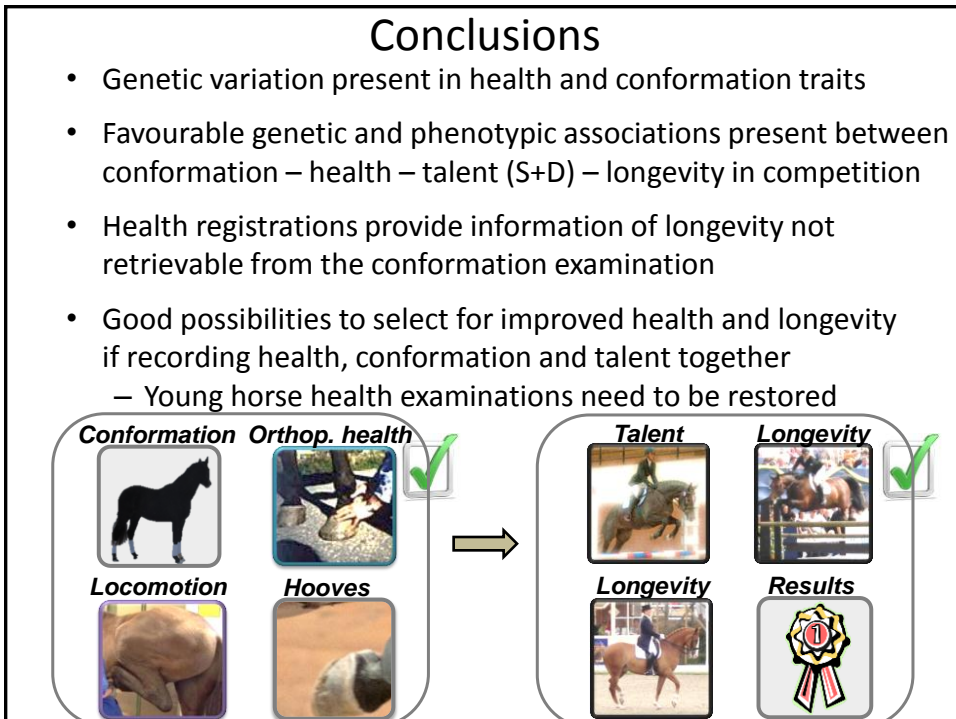 Conclusions
• Genetic variation present in health and conformation traits
• Favourable genetic and phenotypic associations present between
conformation – health – talent (S+D) – longevity in competition
• Health registrations provide information of longevity not
retrievable from the conformation examination
• Good possibilities to select for improved health and longevity
if recording health, conformation and talent together
– Young horse health examinations need to be restored
Conformation Orthop. health
Locomotion Hooves
Talent Longevity
Longevity Results
1